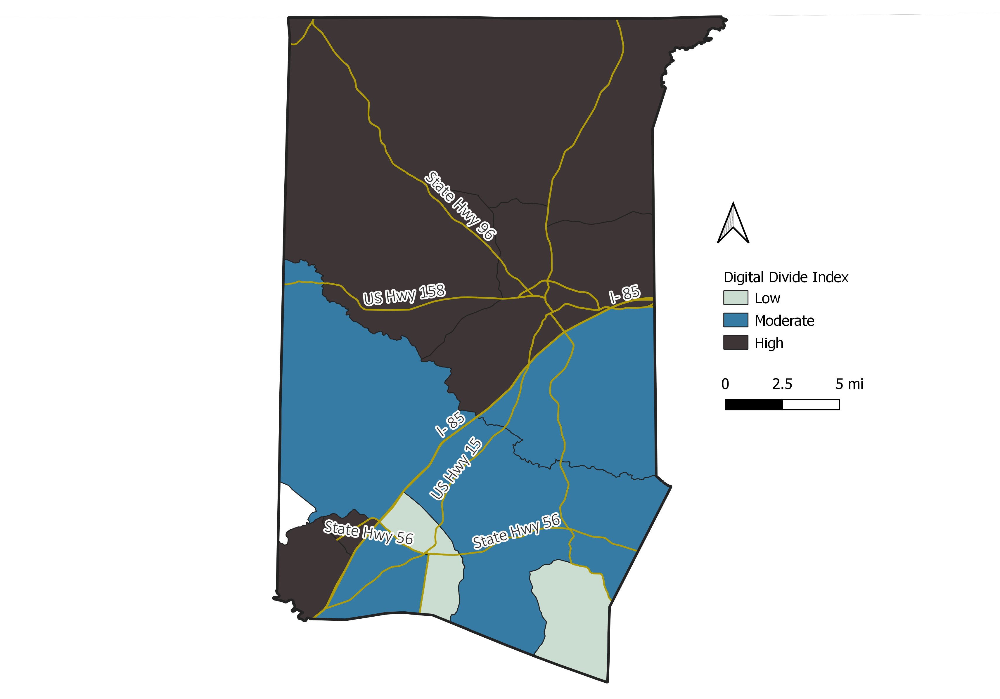 State Hwy 96
US Hwy 158
I- 85
Digital Divide Index
Low
Moderate
High
0 2.5 5 mi
I- 85
US Hwy 15
State Hwy 56
State Hwy 56